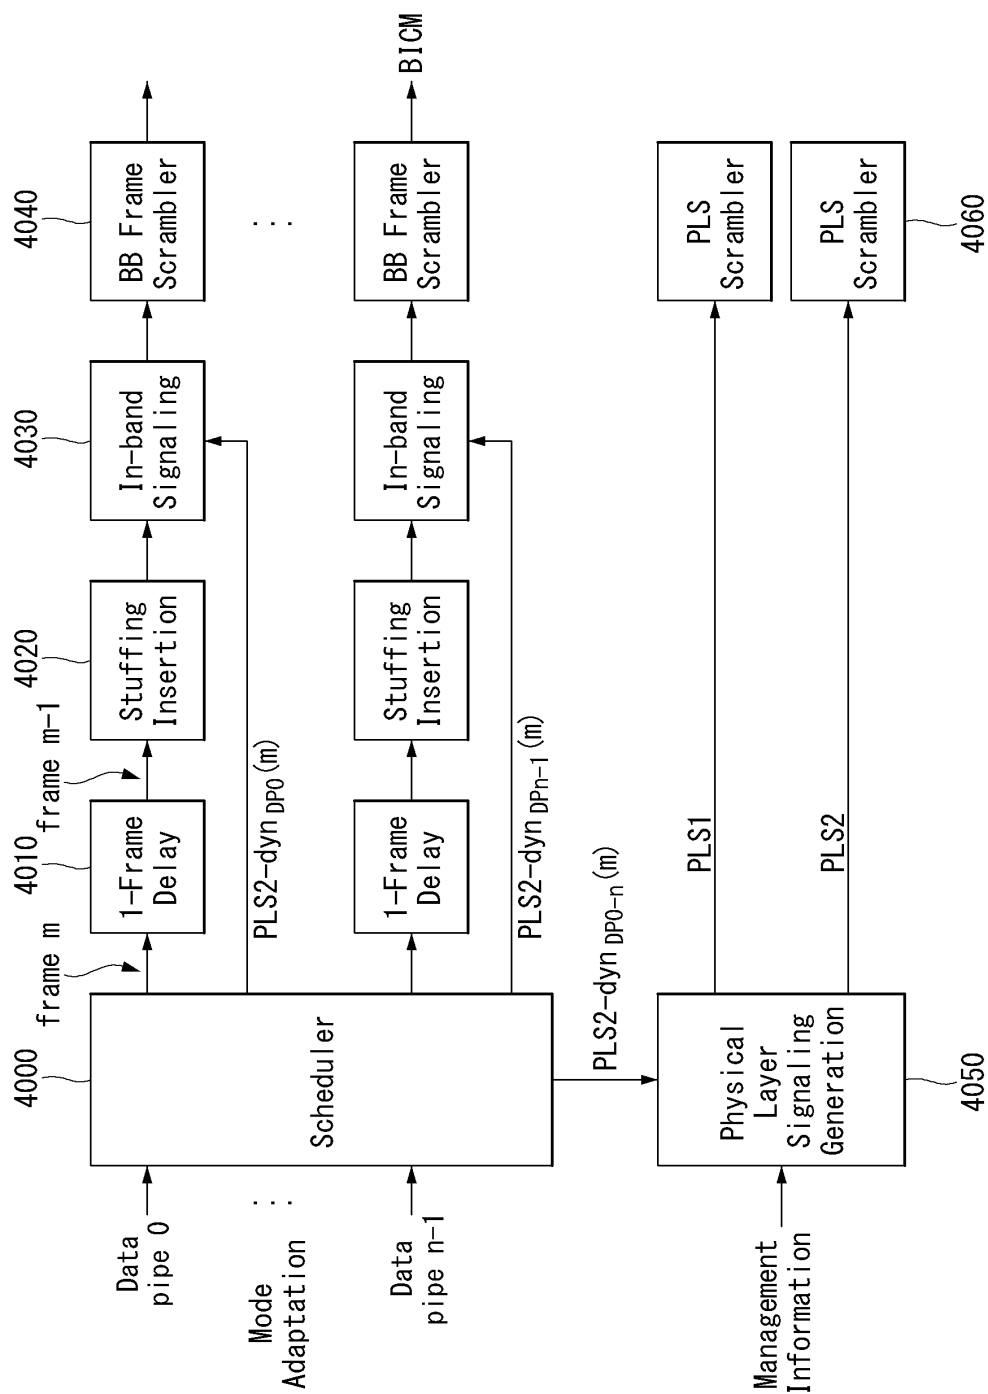 4000
frame m
4010
frame m-1
4020
4030
4040
Data
pipe 0
Scheduler
1-Frame
Delay
Stuffing
Insertion
In-band
Signaling
BB Frame
Scrambler
PLS2-dyn DP0 (m)
...
Mode
Adaptation
...
Data
pipe n-1
1-Frame
Delay
Stuffing
Insertion
In-band
Signaling
BB Frame
Scrambler
BICM
PLS2-dyn DPn-1 (m)
PLS2-dyn DP0-n (m)
Management
Information
Physical
Layer
Signaling
Generation
PLS1
PLS
Scrambler
PLS2
PLS
Scrambler
4050
4060